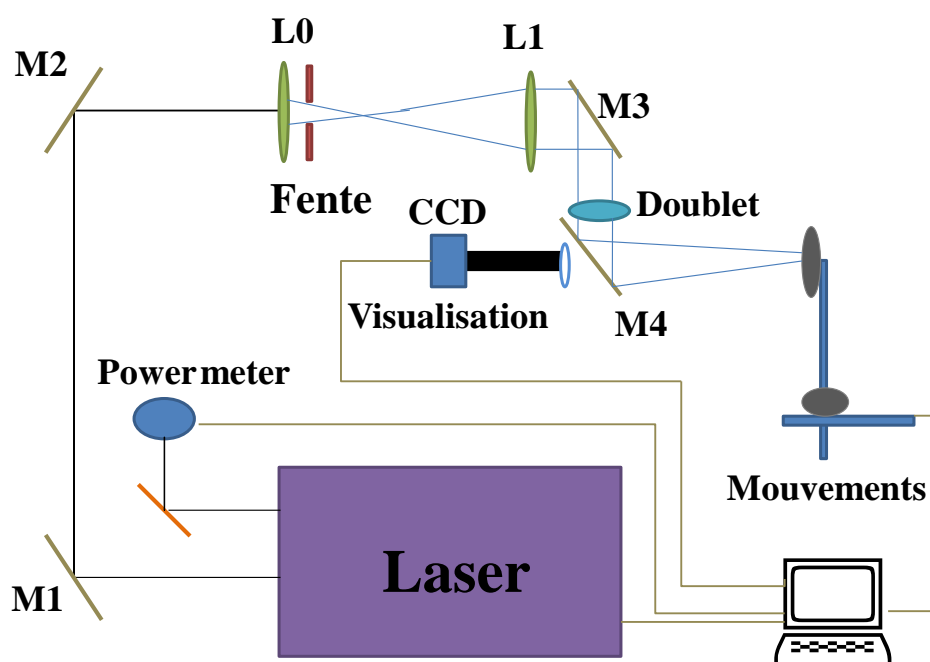 L0
L1
M2
M3
Fente
CCD
Doublet
Visualisation
M4
Power meter
Mouvements
Laser
M1